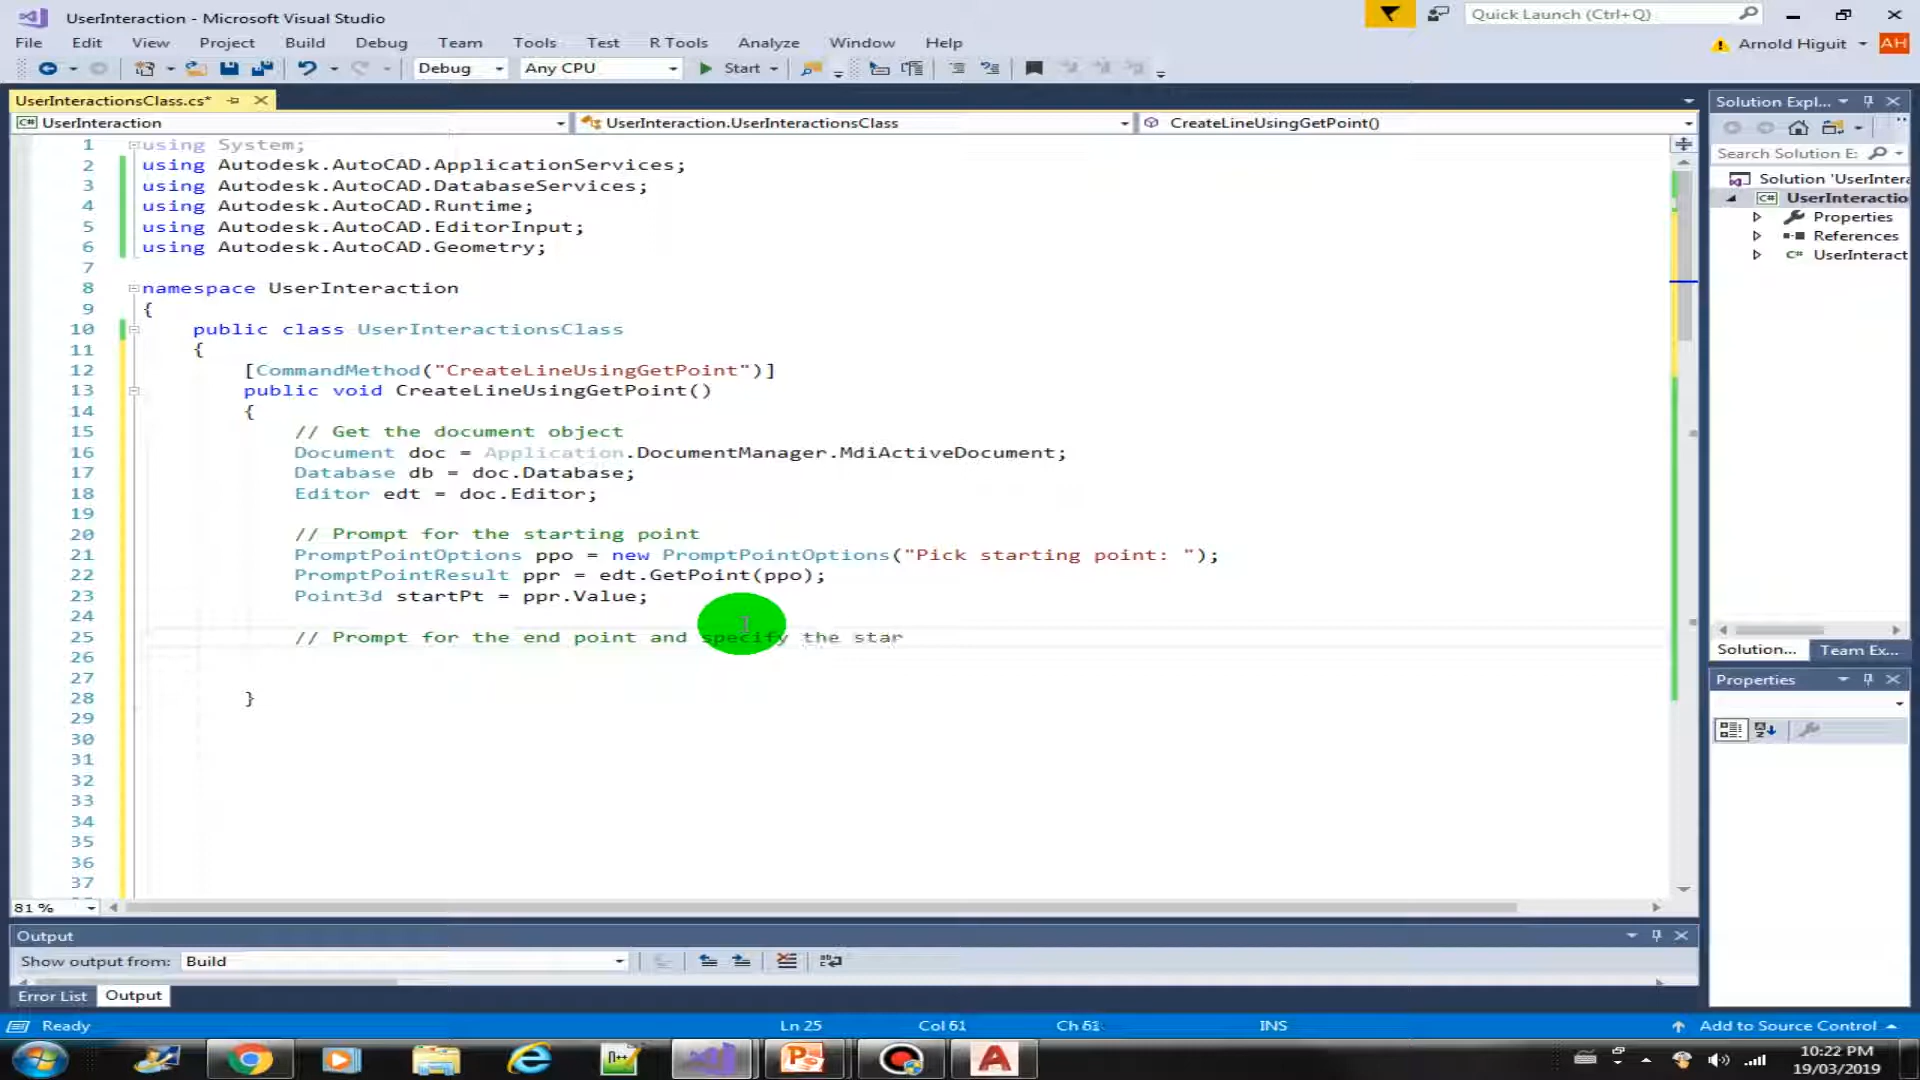 UserInteraction - Microsoft Visual Studio
Quick Launch (Ctrl+Q)
File Edit View Project Build Debug Team Tools Test R Tools Analyze Window Help
Arnold Higuit AH
Debug Any CPU Start
UserInteractionsClass.cs*
Solution Expl...
UserInteraction UserInteraction.UserInteractionsClass CreateLineUsingGetPoint()
Search Solution E:
Solution 'UserIntera
UserInteractio
Properties
References
UserInteract
1 using System;
2 using Autodesk.AutoCAD.ApplicationServices;
3 using Autodesk.AutoCAD.DatabaseServices;
4 using Autodesk.AutoCAD.Runtime;
5 using Autodesk.AutoCAD.EditorInput;
6 using Autodesk.AutoCAD.Geometry;
7
8 namespace UserInteraction
9 {
10 public class UserInteractionsClass
11 {
12 [CommandMethod("CreateLineUsingGetPoint")]
13 public void CreateLineUsingGetPoint()
14 {
15 // Get the document object
16 Document doc = Application.DocumentManager.MdiActiveDocument;
17 Database db = doc.Database;
18 Editor edt = doc.Editor;
19
20 // Prompt for the starting point
21 PromptPointOptions ppo = new PromptPointOptions("Pick starting point: ");
22 PromptPointResult ppr = edt.GetPoint(ppo);
23 Point3d startPt = ppr.Value;
24
25 // Prompt for the end point and specify the star
26
27
28 }
29
30
31
32
33
34
35
36
37
Solution... Team Ex...
Properties
81 %
Output
Show output from: Build
Error List Output
Ready Ln 25 Col 61 Ch 61 INS Add to Source Control
N++
10:22 PM
19/03/2019